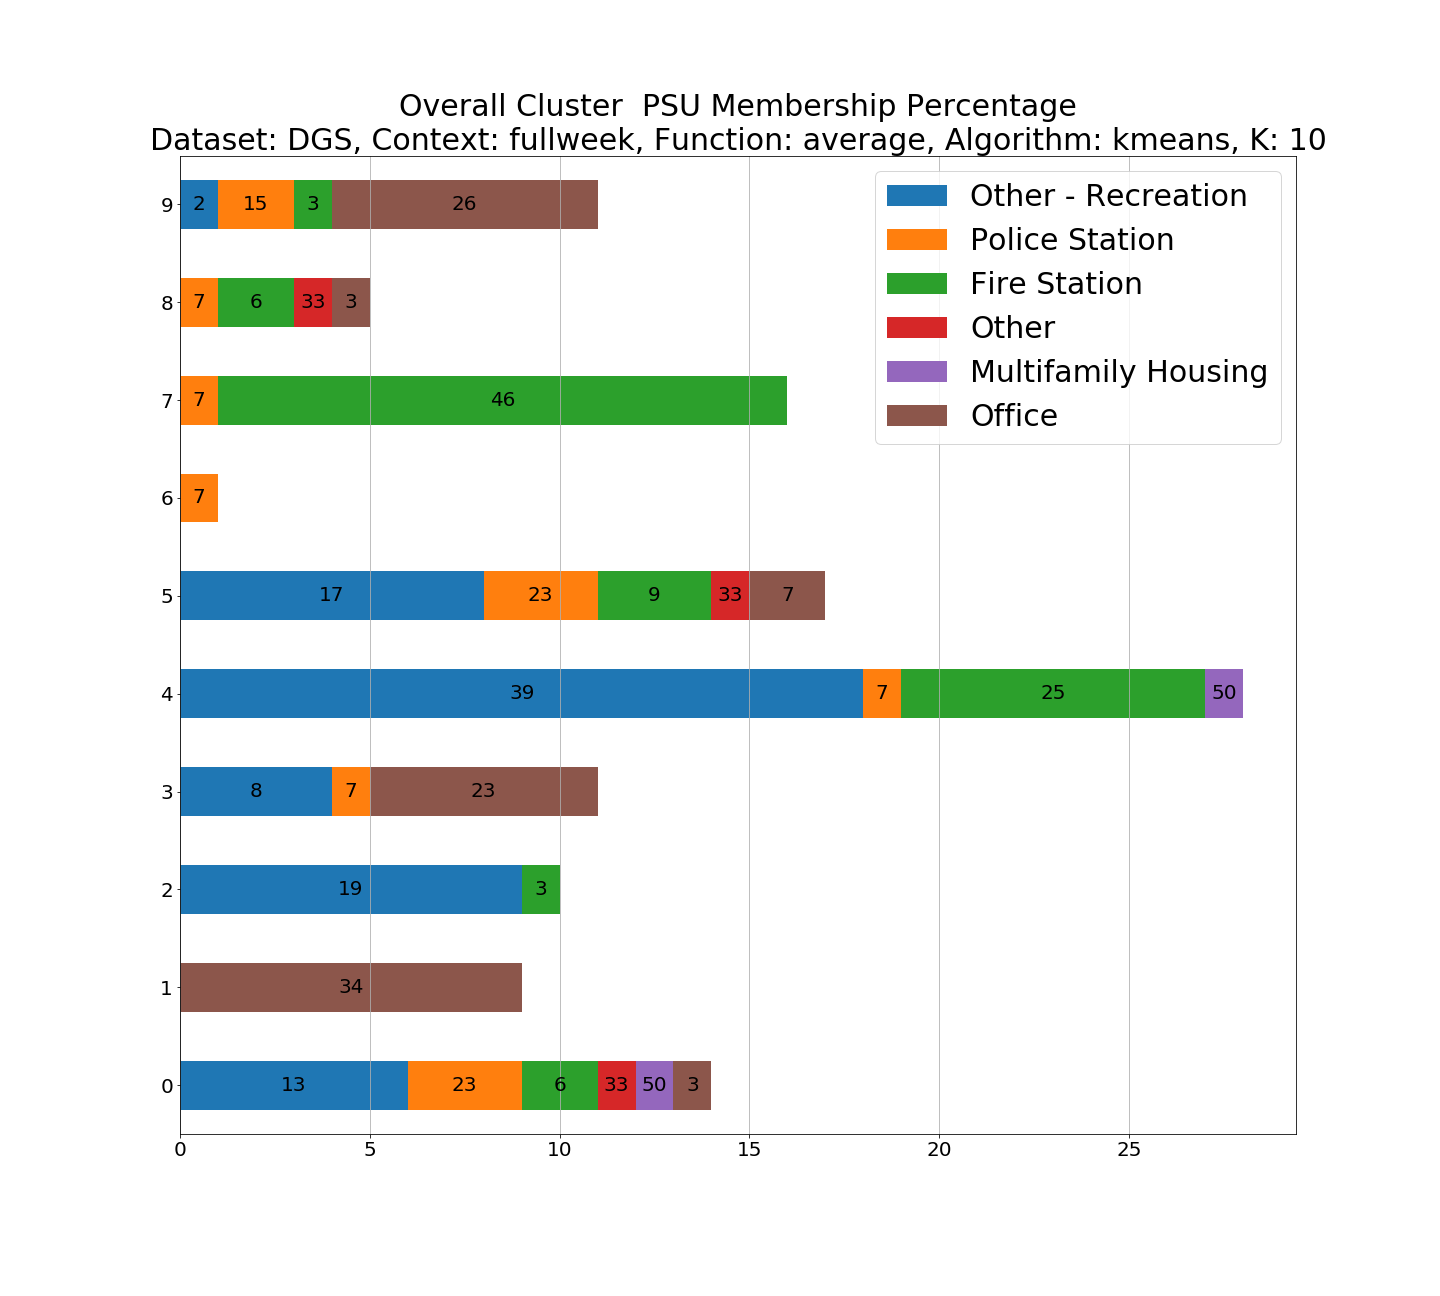 Overall Cluster  PSU Membership Percentage
Dataset: DGS, Context: fullweek, Function: average, Algorithm: kmeans, K: 10
Other - Recreation
Police Station
Fire Station
Other
Multifamily Housing
Office
9 2 15 3 26
8 7 6 33 3
7 7 46
6 7
5 17 23 9 33 7
4 39 7 25 50
3 8 7 23
2 19 3
1 34
0 13 23 6 33 50 3
0 5 10 15 20 25